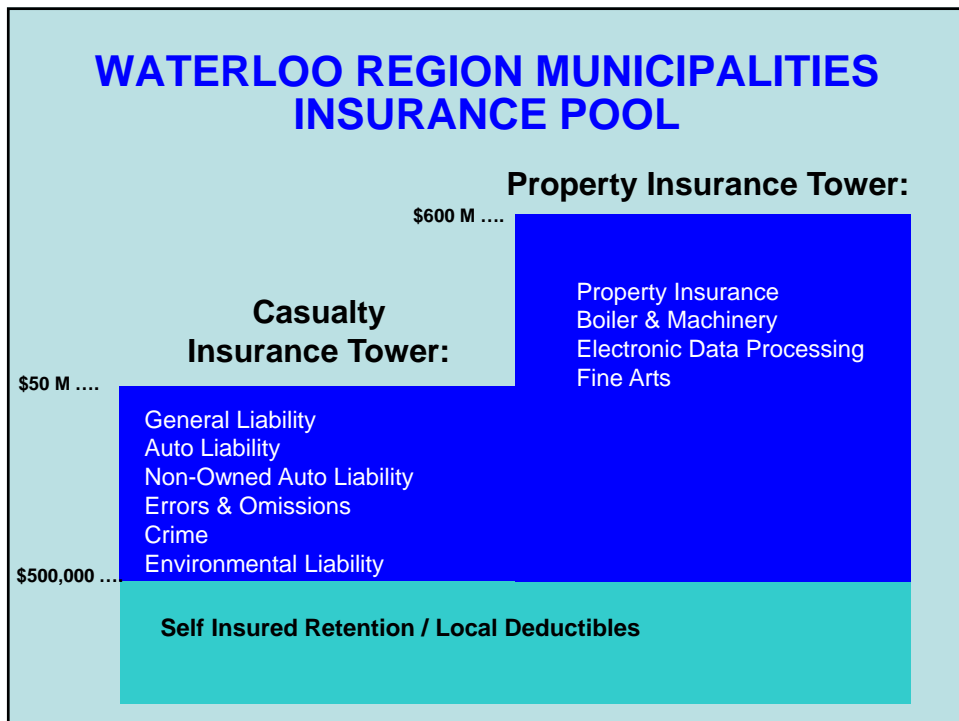 WATERLOO REGION MUNICIPALITIES
INSURANCE POOL
Property Insurance Tower:
$600 M ....
Property Insurance
Boiler & Machinery
Electronic Data Processing
Fine Arts
Casualty
Insurance Tower:
$50 M ....
General Liability
Auto Liability
Non-Owned Auto Liability
Errors & Omissions
Crime
Environmental Liability
$500,000 ....
Self Insured Retention / Local Deductibles